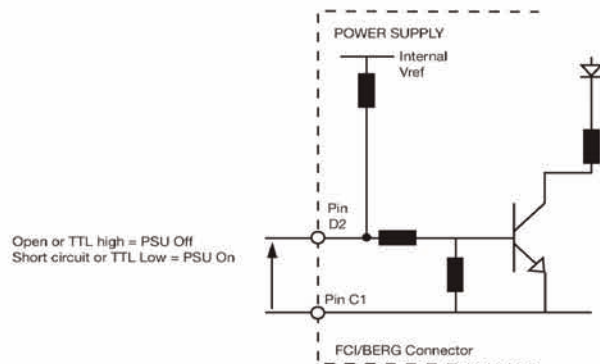 POWER SUPPLY
Internal
Vref
Pin
D2
Open or TTL high = PSU Off
Short circuit or TTL Low = PSU On
Pin C1
FCI/BERG Connector